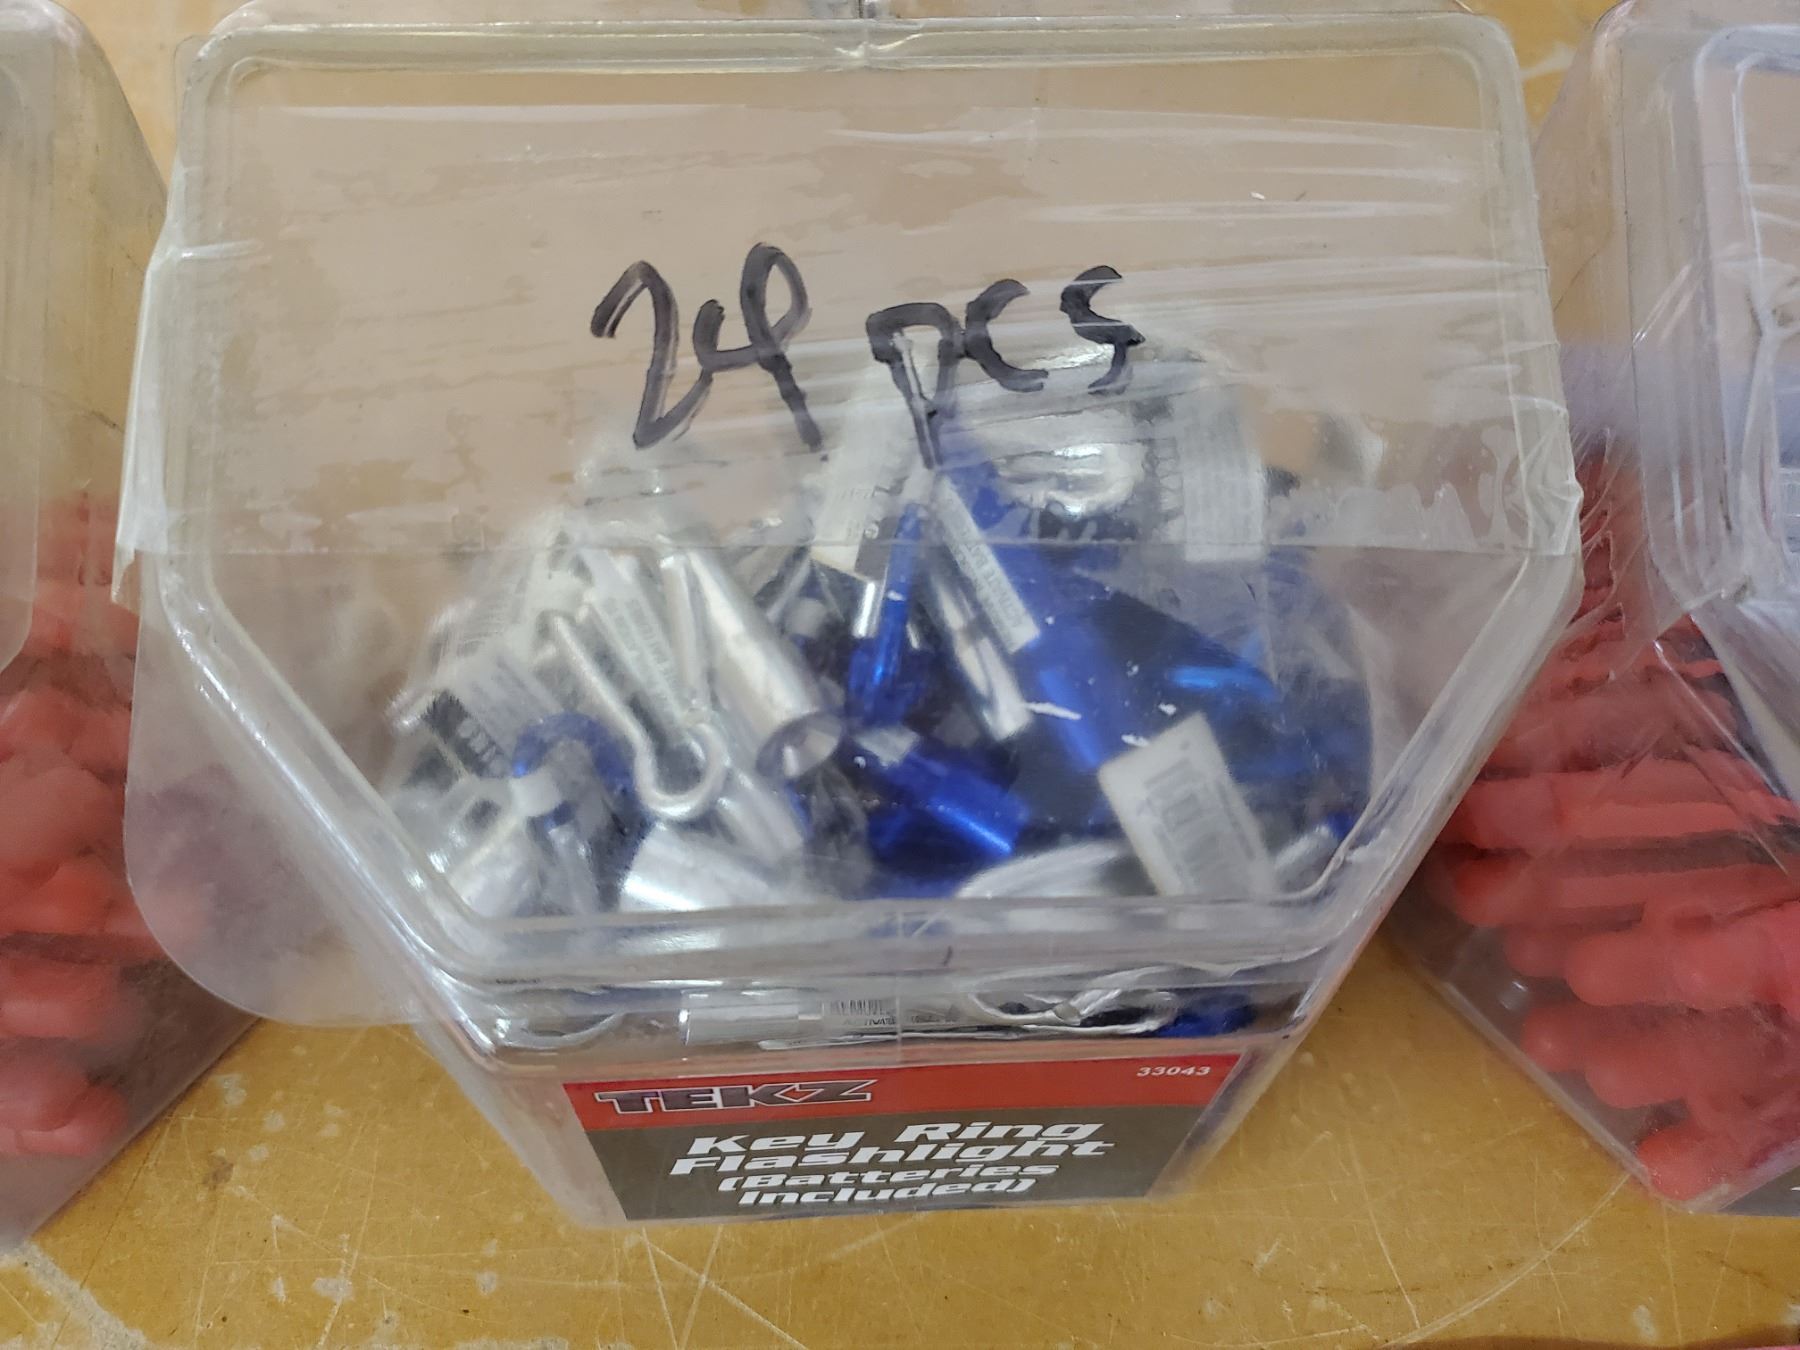 24 pcs
TEKZ
33043
Key Ring
Flashlight
(Batteries
Included)